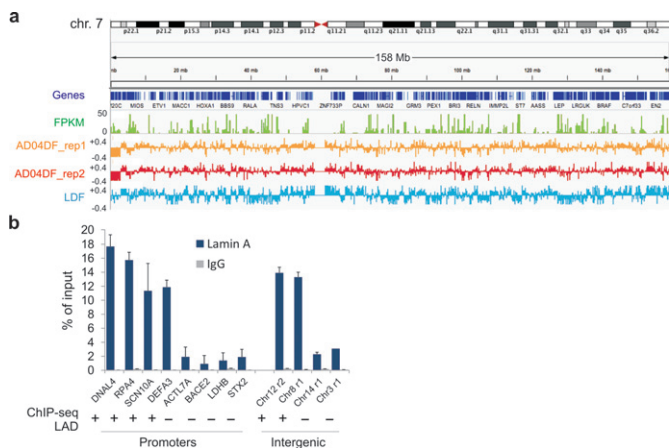 a
chr. 7
p22.1 p21.2 p15.3 p14.3 p14.1 p12.3 p11.2 q11.21 q11.23 q21.11 q21.13 q22.1 q31.1 q31.31 q32.1 q33 q34 q35 q36.2
158 Mb
mb 20 mb 40 mb 60 mb 80 mb 100 mb 120 mb 140 mb
Genes
MIOS ETV1 MACC1 HOXA1 BBS9 RALA TNS3 HPVC1 ZNF733P CALN1 MAGI2 GRM3 PEX1 BRI3 RELN IMMP2L ST7 AASS LEP LRGUK BRAF C7orf33 EN2
FPKM 50
0
AD04DF_rep1 +0.4
-0.4
AD04DF_rep2 +0.4
-0.4
LDF +0.4
-0.4
b
% of input
20
18
16
14
12
10
8
6
4
2
0
Lamin A
IgG
DNAL4 RPA4 SCN10A DEFA3 ACTL7A BACE2 LDHB STX2 Chr12 r2 Chr8 r1 Chr14 r1 Chr3 r1
ChIP-seq
LAD
+ + + + – – – – + + – –
Promoters Intergenic